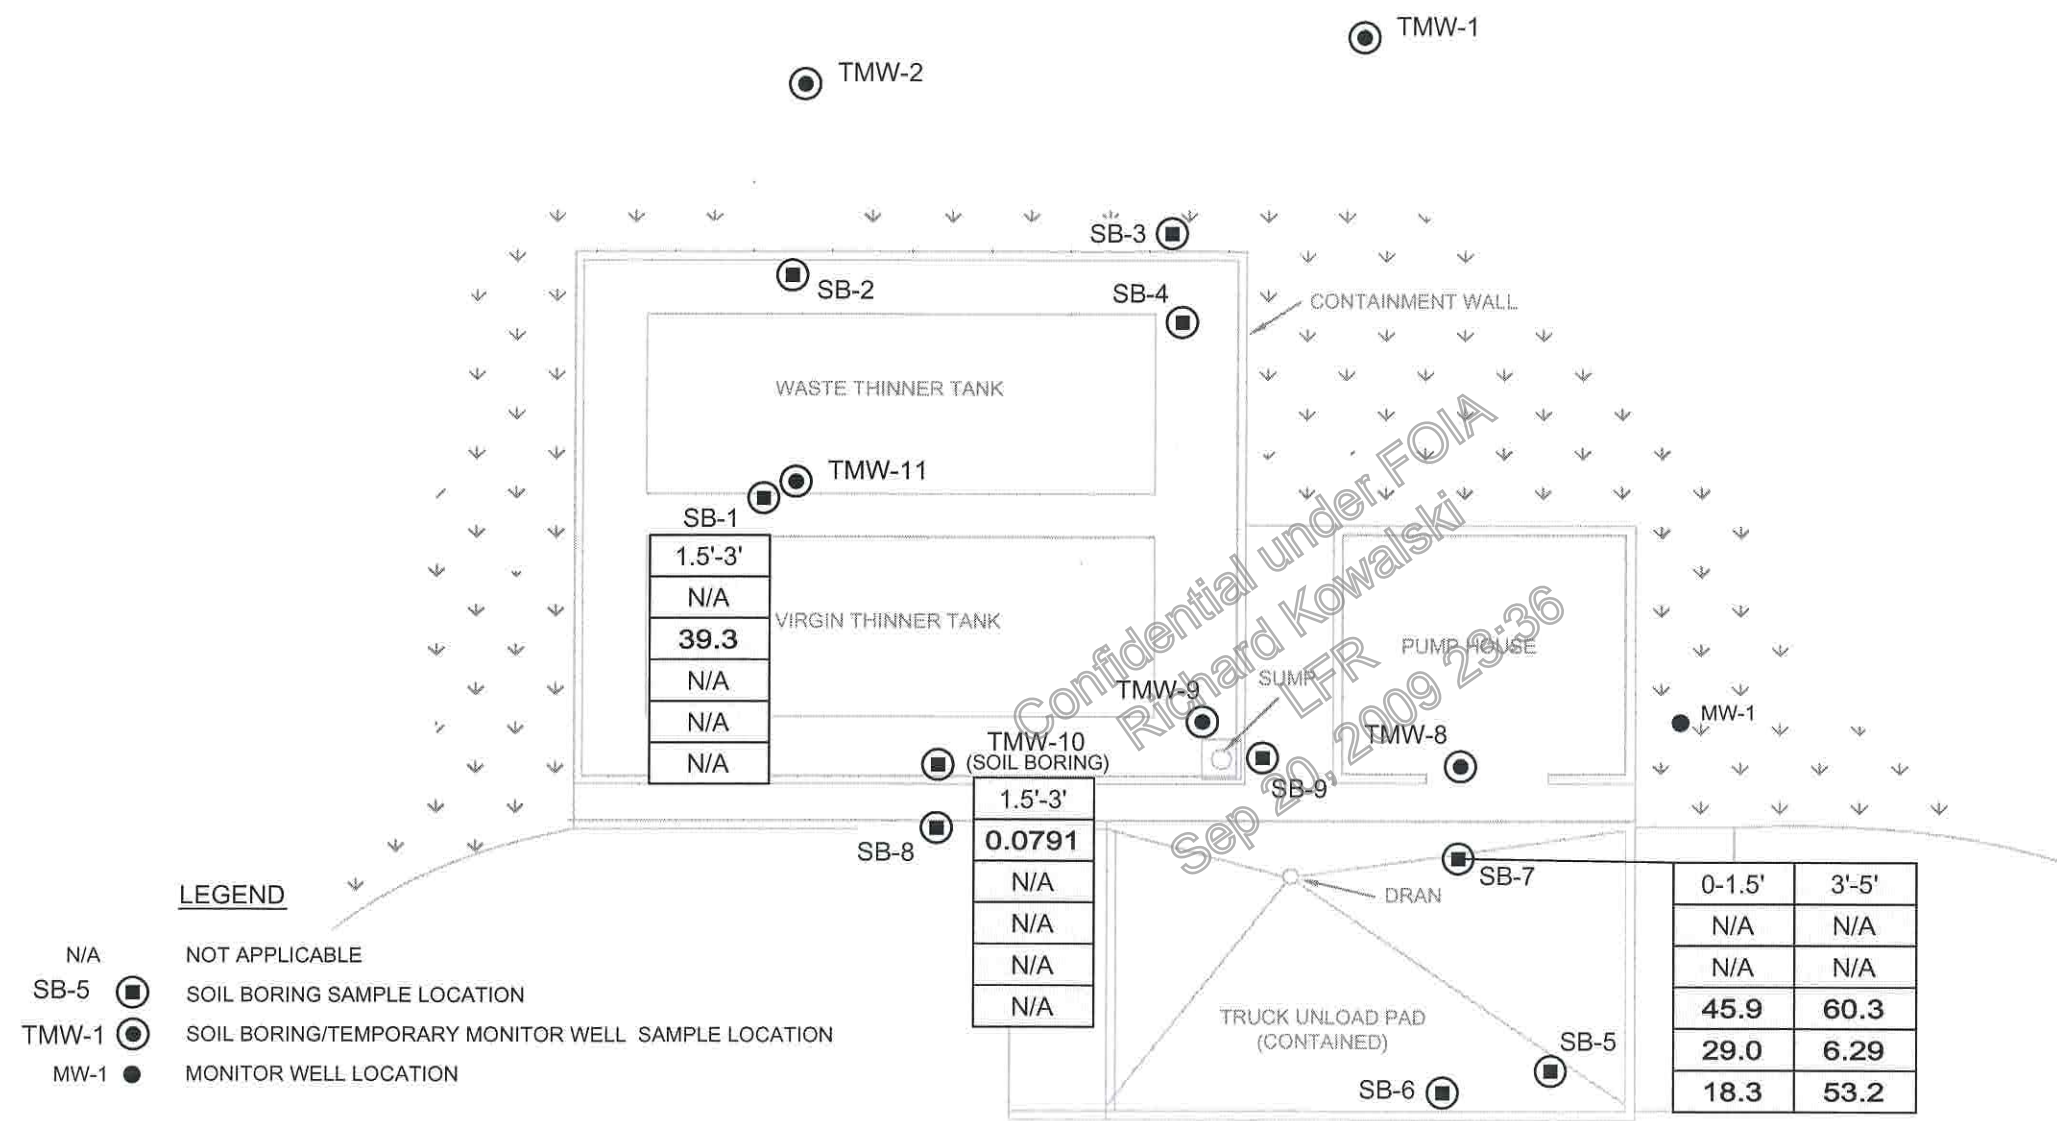 TMW-1
TMW-2
SB-3
SB-2
SB-4
CONTAINMENT WALL
WASTE THINNER TANK
TMW-11
SB-1
1.5'-3'
N/A
39.3
N/A
N/A
N/A
VIRGIN THINNER TANK
PUMP HOUSE
SUMP
TMW-9
MW-1
TMW-8
TMW-10
(SOIL BORING)
1.5'-3'
0.0791
N/A
N/A
N/A
N/A
SB-9
SB-8
SB-7
DRAN
0-1.5' 3'-5'
N/A N/A
N/A N/A
45.9 60.3
29.0 6.29
18.3 53.2
TRUCK UNLOAD PAD
(CONTAINED)
SB-5
SB-6
Confidential under FOIA
Richard Kowalski
LFR
Sep 20, 2009 23:36
LEGEND
N/A NOT APPLICABLE
SB-5 SOIL BORING SAMPLE LOCATION
TMW-1 SOIL BORING/TEMPORARY MONITOR WELL SAMPLE LOCATION
MW-1 MONITOR WELL LOCATION